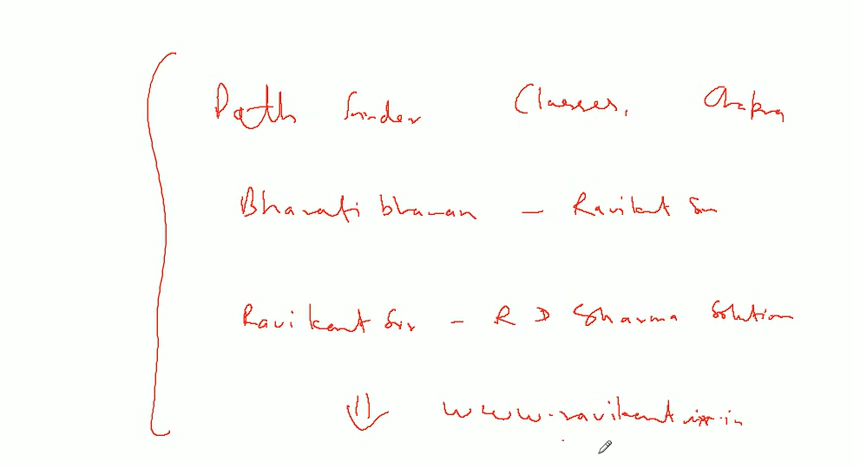 Path finder Classes, Chapra
Bharati bhawan - Ravikant Sir
Ravikant Sir - R D Sharma Solution
⇓ www.ravikant